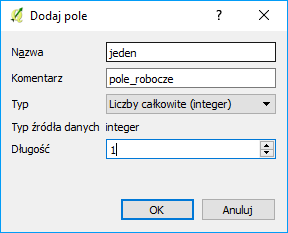 Dodaj pole
Nazwa jeden
Komentarz pole_robocze
Typ Liczby całkowite (integer)
Typ źródła danych integer
Długość 1
OK Anuluj